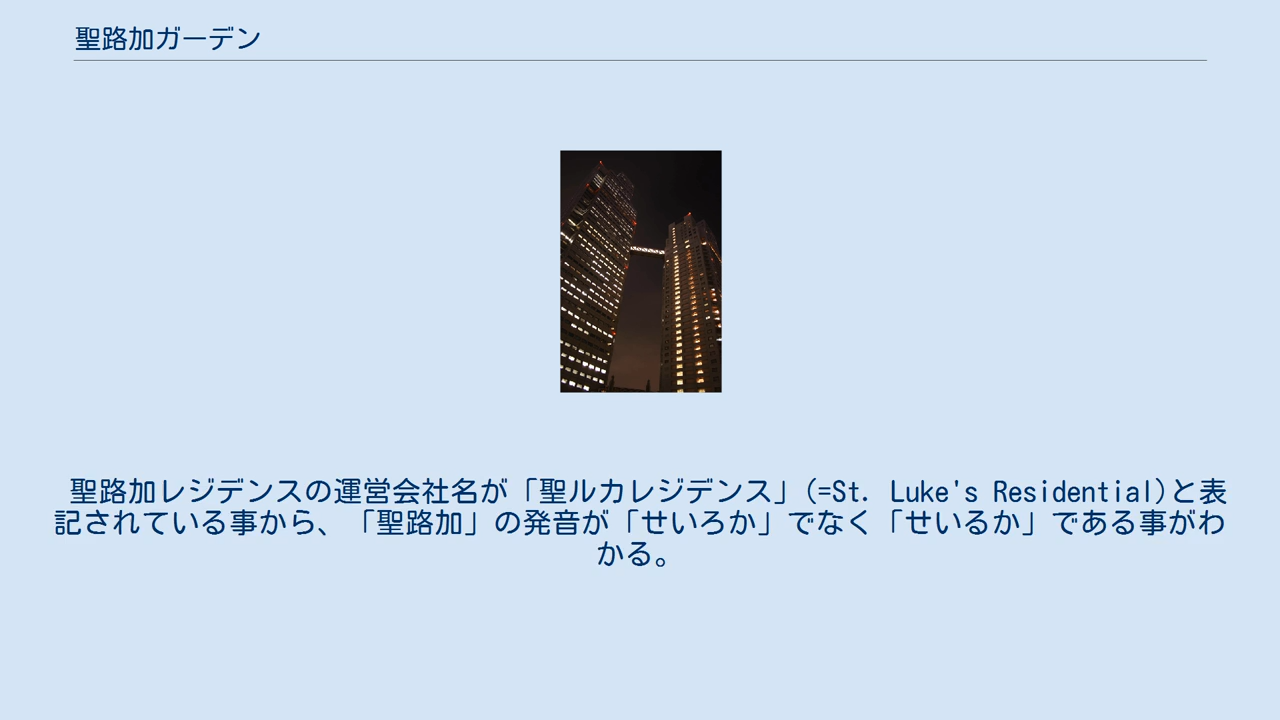 聖路加ガーデン
聖路加レジデンスの運営会社名が「聖ルカレジデンス」(=St. Luke's Residential)と表
記されている事から、「聖路加」の発音が「せいろか」でなく「せいるか」である事がわ
かる。